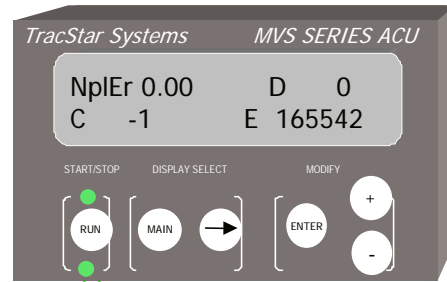 TracStar Systems MVS SERIES ACU
NplEr 0.00 D 0
C -1 E 165542
START/STOP DISPLAY SELECT MODIFY
+
RUN MAIN ENTER
-